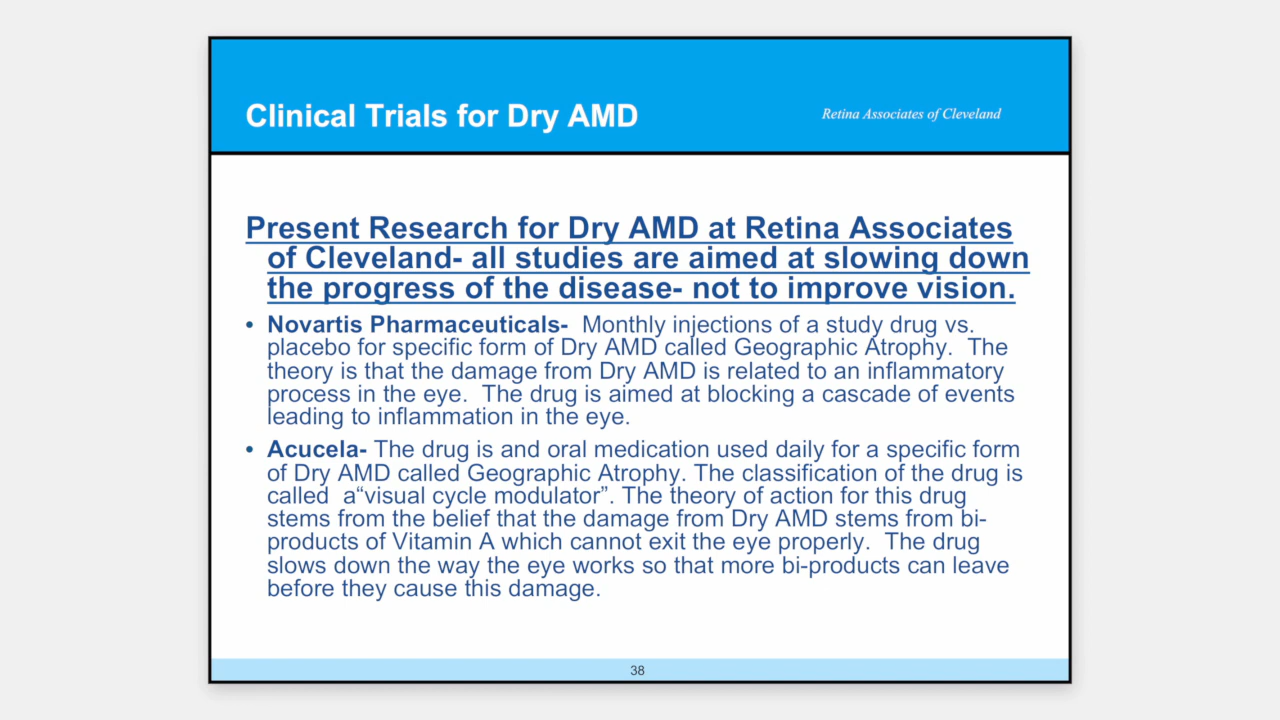 Clinical Trials for Dry AMD
Retina Associates of Cleveland
Present Research for Dry AMD at Retina Associates
of Cleveland- all studies are aimed at slowing down
the progress of the disease- not to improve vision.
• Novartis Pharmaceuticals-  Monthly injections of a study drug vs.
placebo for specific form of Dry AMD called Geographic Atrophy.  The
theory is that the damage from Dry AMD is related to an inflammatory
process in the eye.  The drug is aimed at blocking a cascade of events
leading to inflammation in the eye.
• Acucela- The drug is and oral medication used daily for a specific form
of Dry AMD called Geographic Atrophy. The classification of the drug is
called  a“visual cycle modulator”. The theory of action for this drug
stems from the belief that the damage from Dry AMD stems from bi-
products of Vitamin A which cannot exit the eye properly.  The drug
slows down the way the eye works so that more bi-products can leave
before they cause this damage.
38